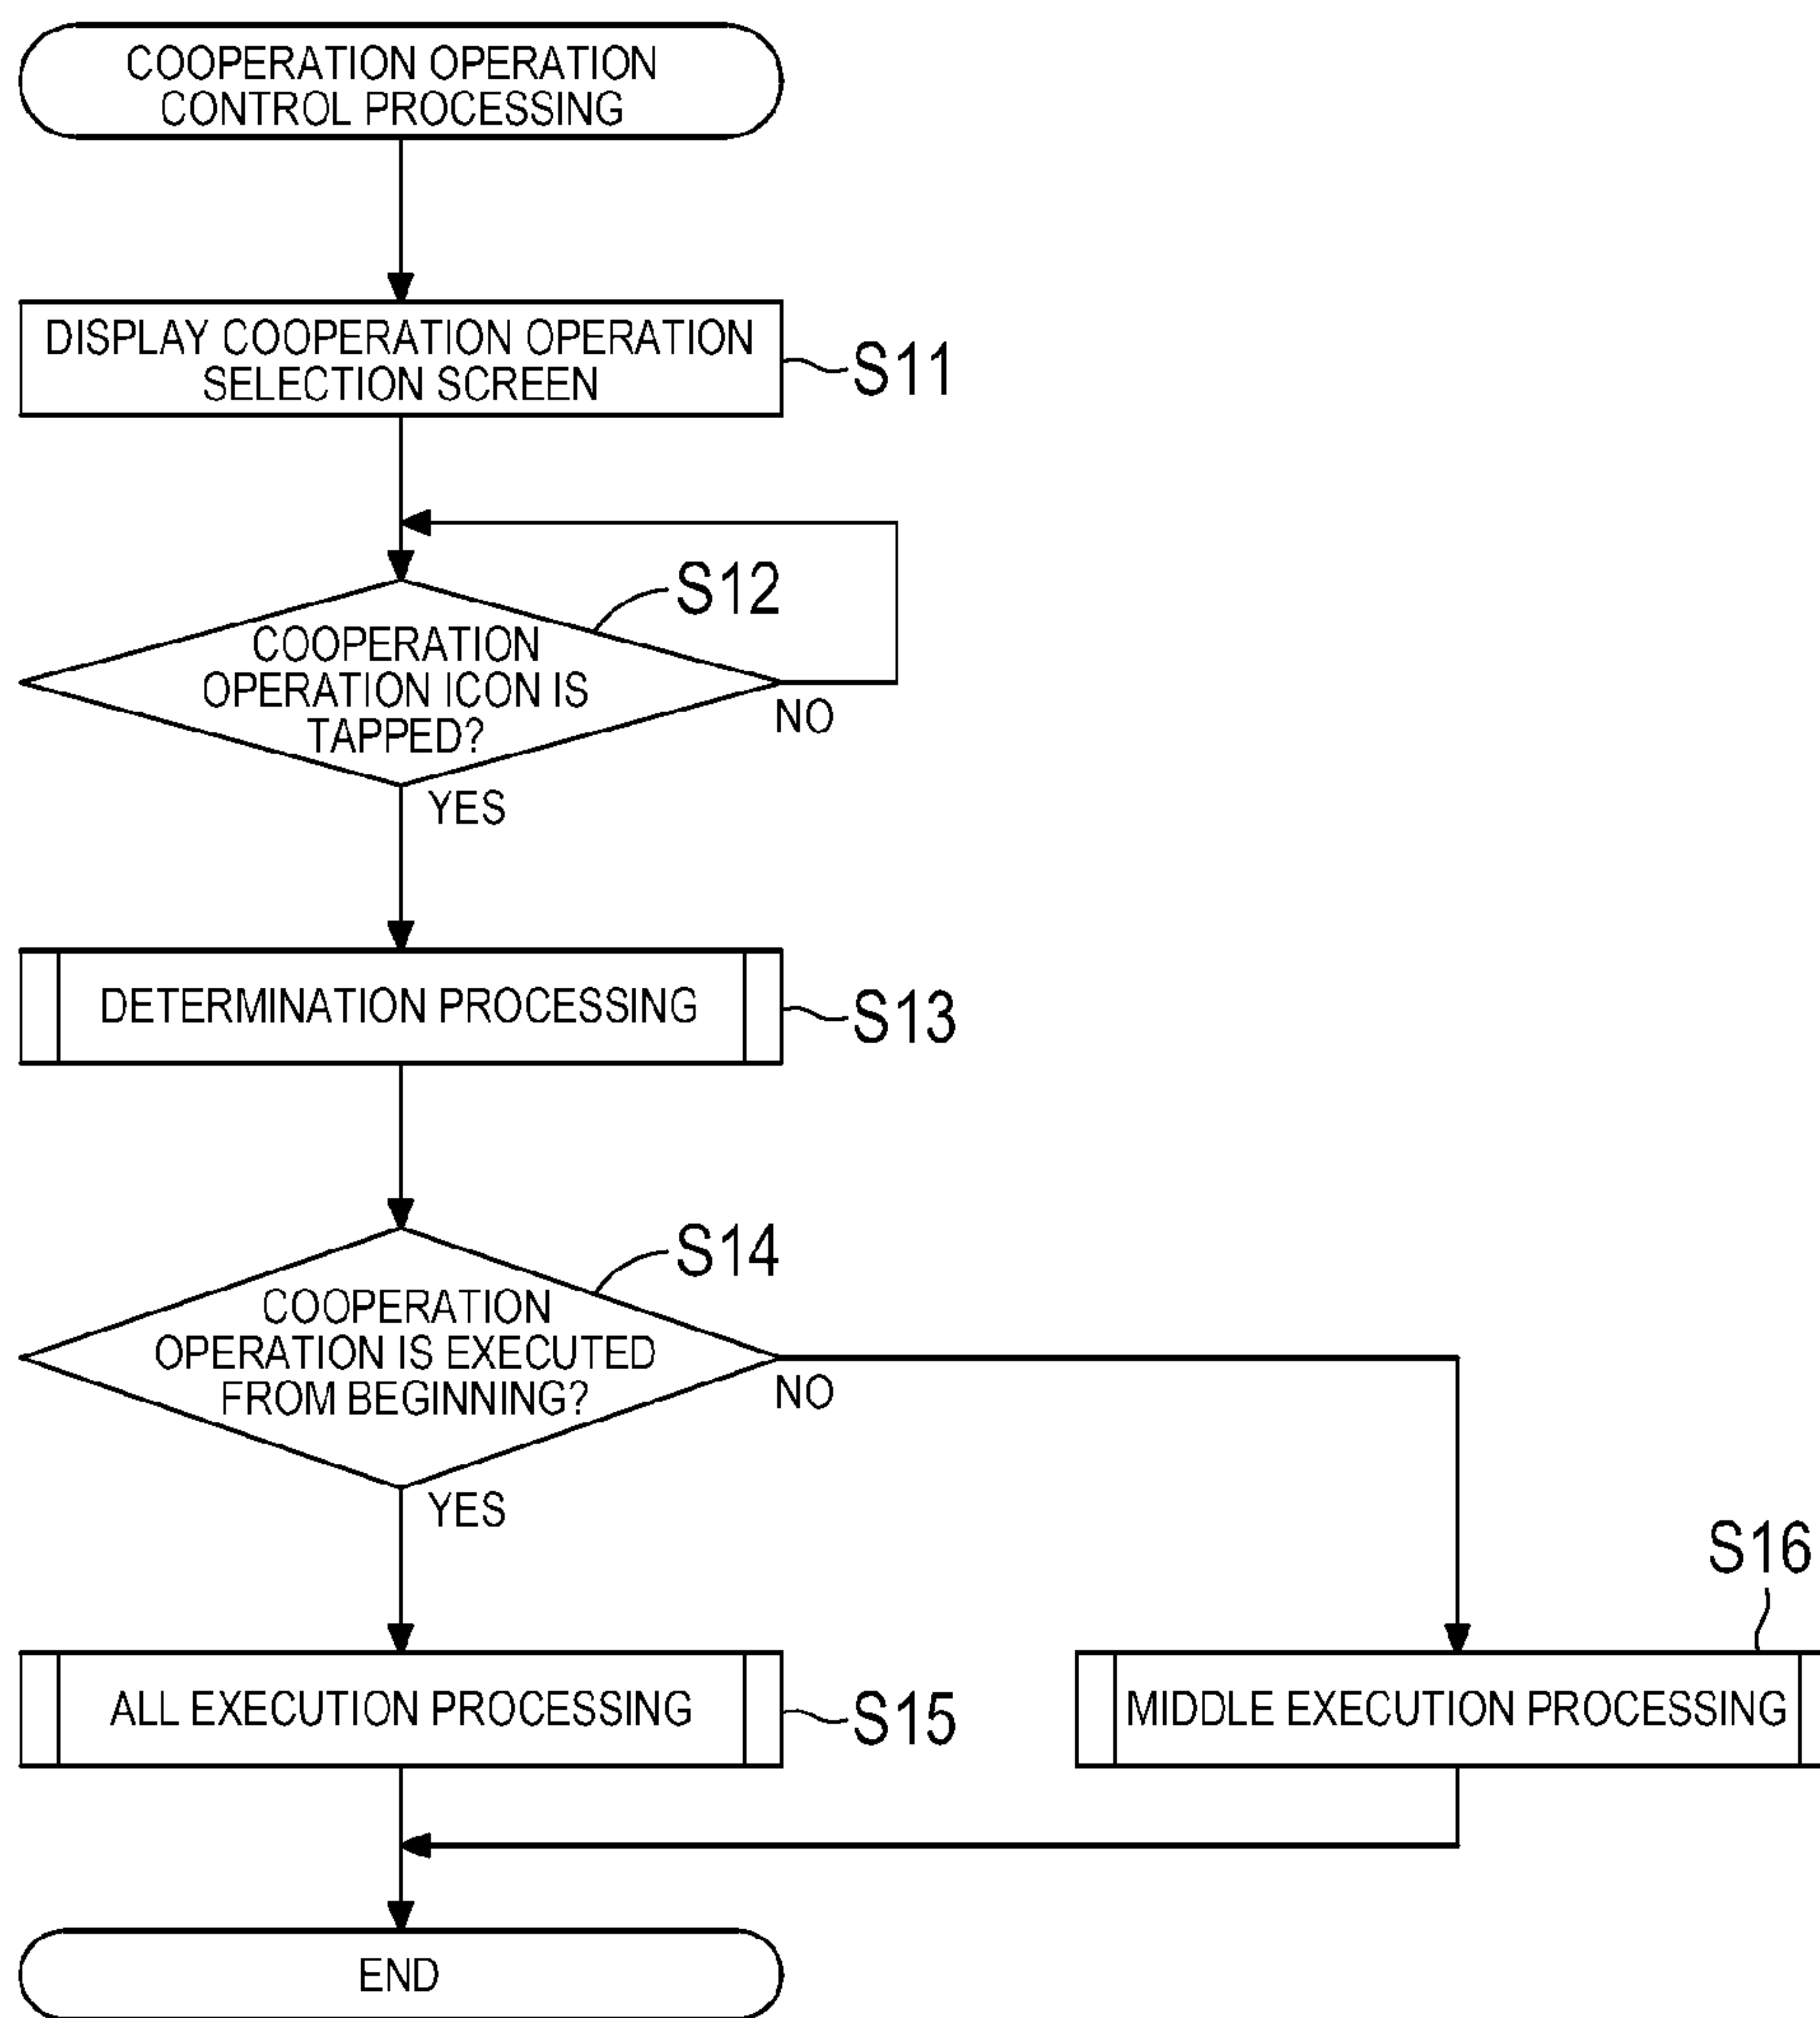 COOPERATION OPERATION
CONTROL PROCESSING
DISPLAY COOPERATION OPERATION
SELECTION SCREEN
S11
S12
COOPERATION
OPERATION ICON IS
TAPPED?
NO
YES
DETERMINATION PROCESSING
S13
S14
COOPERATION
OPERATION IS EXECUTED
FROM BEGINNING?
NO
YES
S16
ALL EXECUTION PROCESSING
S15
MIDDLE EXECUTION PROCESSING
END